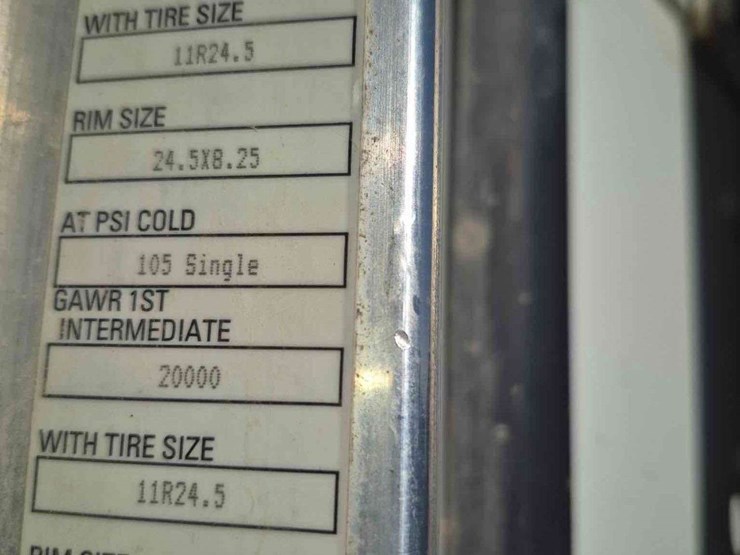 WITH TIRE SIZE
11R24.5
RIM SIZE
24.5X8.25
AT PSI COLD
105 Single
GAWR 1ST
INTERMEDIATE
20000
WITH TIRE SIZE
11R24.5